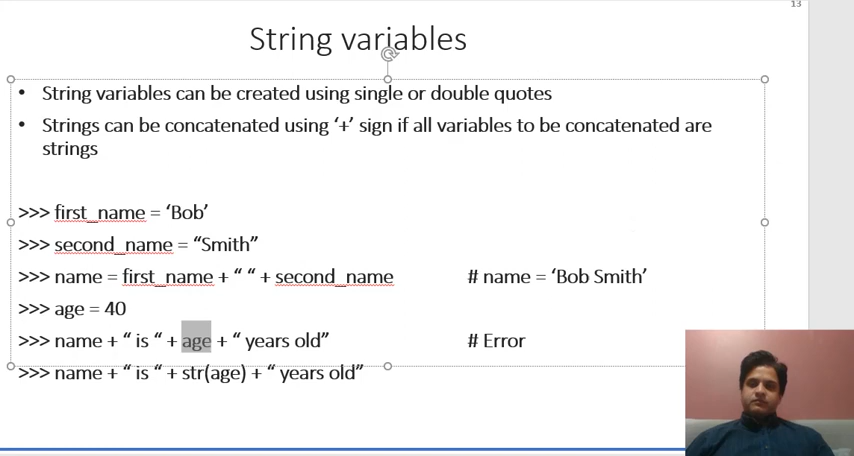 13
String variables
• String variables can be created using single or double quotes
• Strings can be concatenated using ‘+’ sign if all variables to be concatenated are
strings
>>> first_name = ‘Bob’
>>> second_name = “Smith”
>>> name = first_name + “ “ + second_name # name = ‘Bob Smith’
>>> age = 40
>>> name + “ is “ + age + “ years old” # Error
>>> name + “ is “ + str(age) + “ years old”